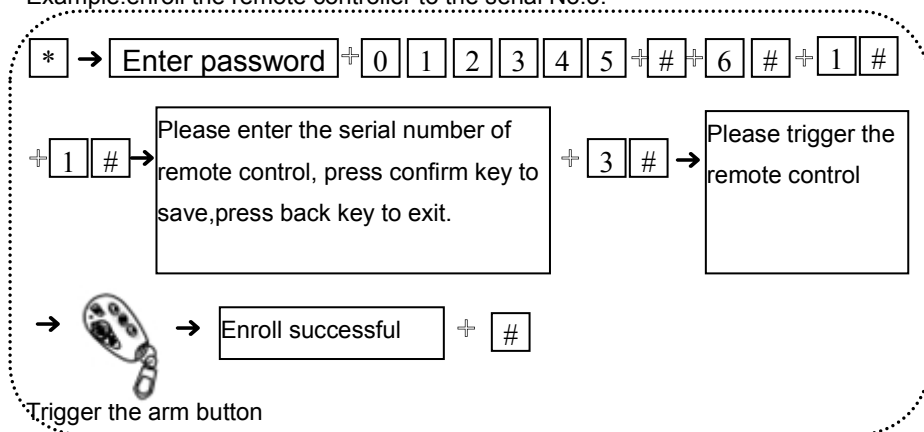 Example:enroll the remote controller to the serial No.3.
* → Enter password + 0 1 2 3 4 5 + # + 6 # + 1 #
+ 1 # → Please enter the serial number of remote control, press confirm key to save,press back key to exit. + 3 # → Please trigger the remote control
→ → Enroll successful + #
Trigger the arm button